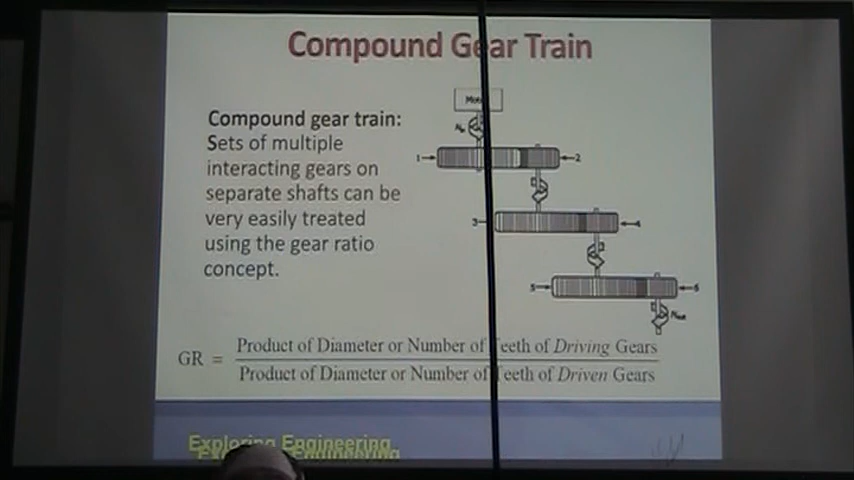 Compound Gear Train
Compound gear train:
Sets of multiple
interacting gears on
separate shafts can be
very easily treated
using the gear ratio
concept.
1
2
3
4
5
6
GR = Product of Diameter or Number of Teeth of Driving Gears
Product of Diameter or Number of Teeth of Driven Gears
Exploring Engineering